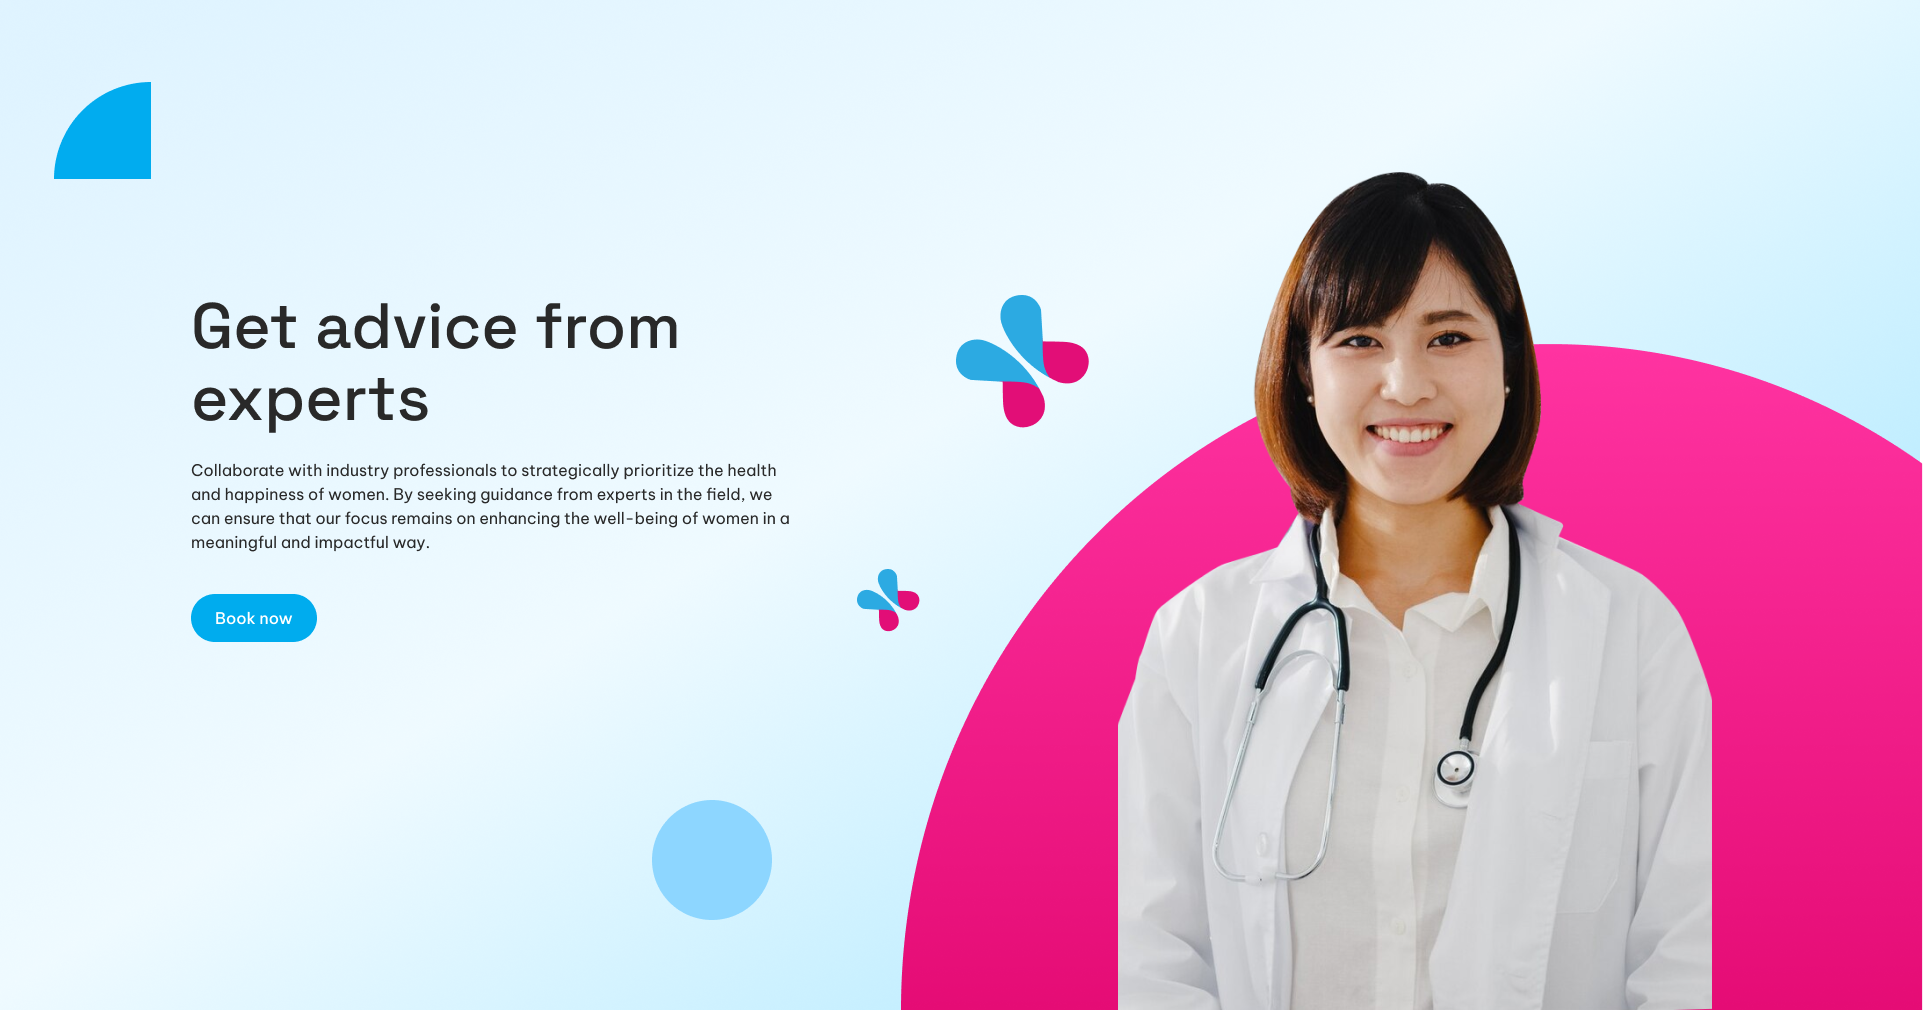 Get advice from
experts
Collaborate with industry professionals to strategically prioritize the health
and happiness of women. By seeking guidance from experts in the field, we
can ensure that our focus remains on enhancing the well-being of women in a
meaningful and impactful way.
Book now